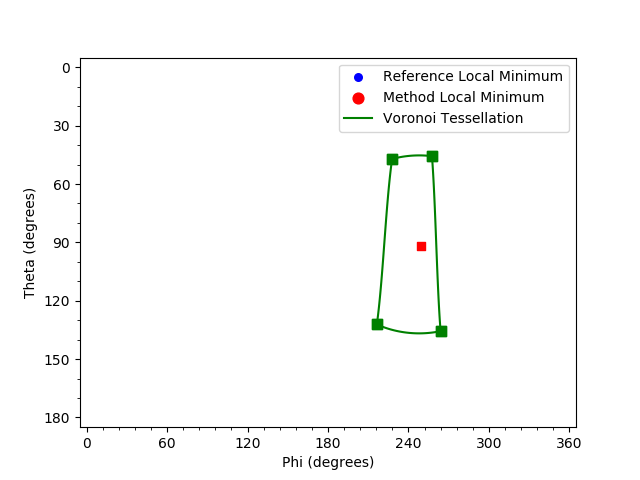 Reference Local Minimum
Method Local Minimum
Voronoi Tessellation
Theta (degrees)
0
30
60
90
120
150
180
0 60 120 180 240 300 360
Phi (degrees)